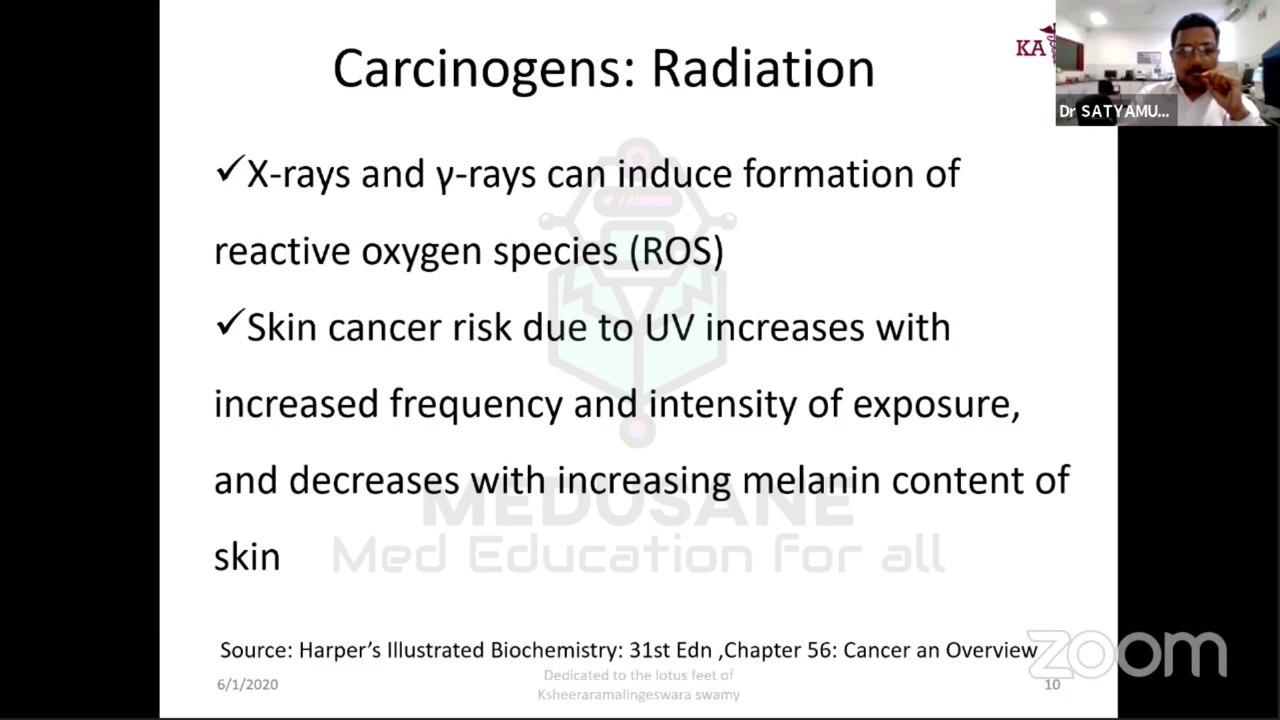 Carcinogens: Radiation
KA
Dr SATYAMU...
✓X-rays and γ-rays can induce formation of
reactive oxygen species (ROS)
✓Skin cancer risk due to UV increases with
increased frequency and intensity of exposure,
and decreases with increasing melanin content of
skin
MEDUSANE
Med Education for all
Source: Harper's Illustrated Biochemistry: 31st Edn ,Chapter 56: Cancer an Overview
zoom
6/1/2020
Dedicated to the lotus feet of
Ksheeraramalingeswara swamy
10